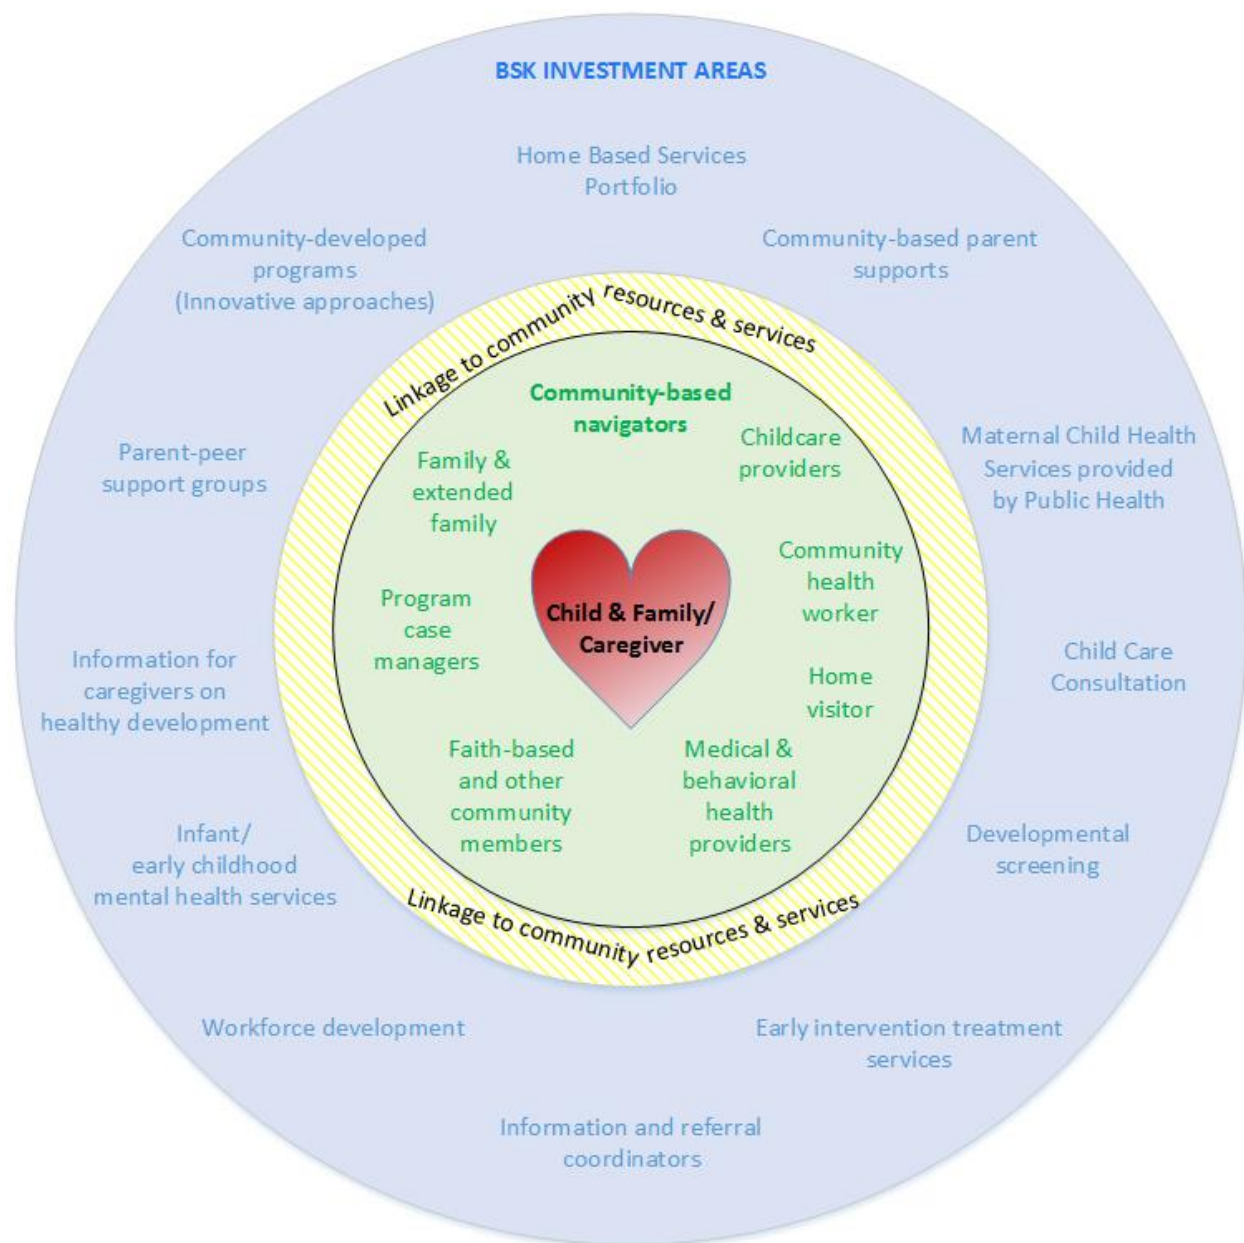 BSK INVESTMENT AREAS
Home Based Services
Portfolio
Community-developed
programs
(Innovative approaches)
Community-based parent
supports
Linkage to community resources & services
Community-based
navigators
Childcare
providers
Family &
extended
family
Parent-peer
support groups
Maternal Child Health
Services provided
by Public Health
Community
health
worker
Program
case
managers
Child & Family/
Caregiver
Information for
caregivers on
healthy development
Home
visitor
Child Care
Consultation
Faith-based
and other
community
members
Medical &
behavioral
health
providers
Infant/
early childhood
mental health services
Developmental
screening
Linkage to community resources & services
Workforce development
Early intervention treatment
services
Information and referral
coordinators